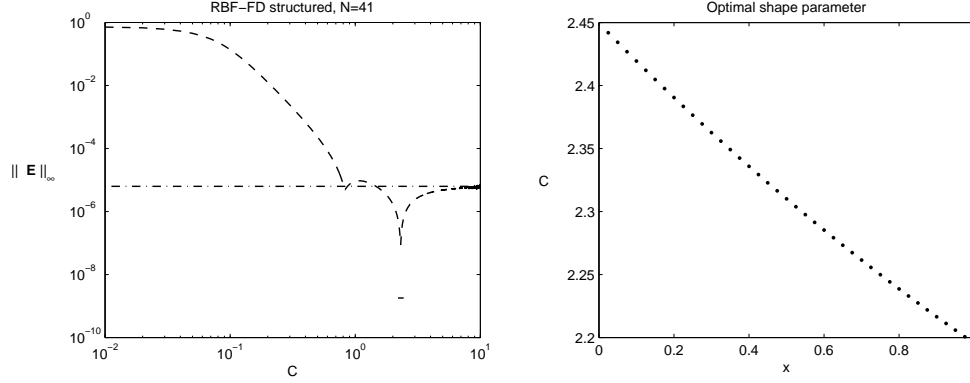 RBF−FD structured, N=41
10^0
10^−2
10^−4
|| E ||∞
10^−6
10^−8
10^−10
10^−2 10^−1 10^0 10^1
C
Optimal shape parameter
2.45
2.4
2.35
C
2.3
2.25
2.2
0 0.2 0.4 0.6 0.8
x